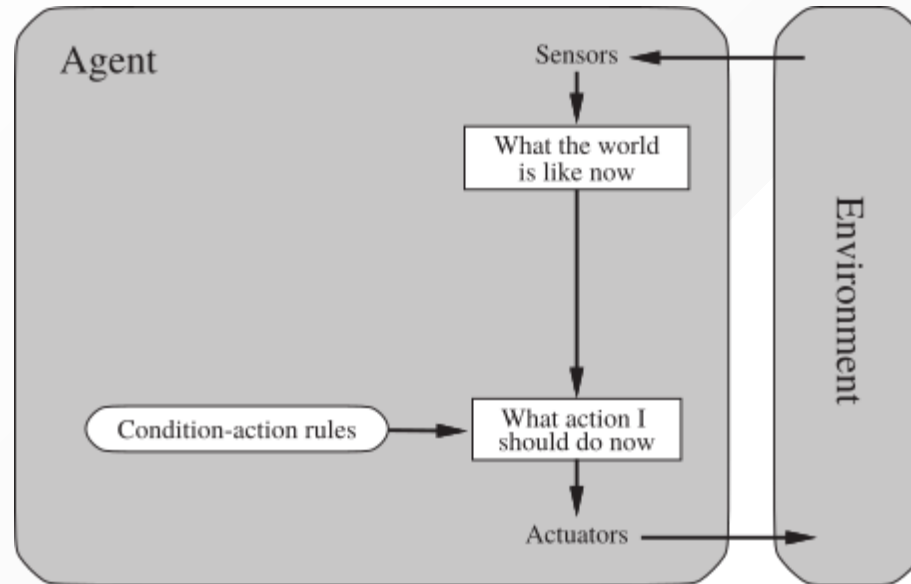 Agent
Sensors
What the world
is like now
Environment
Condition-action rules
What action I
should do now
Actuators